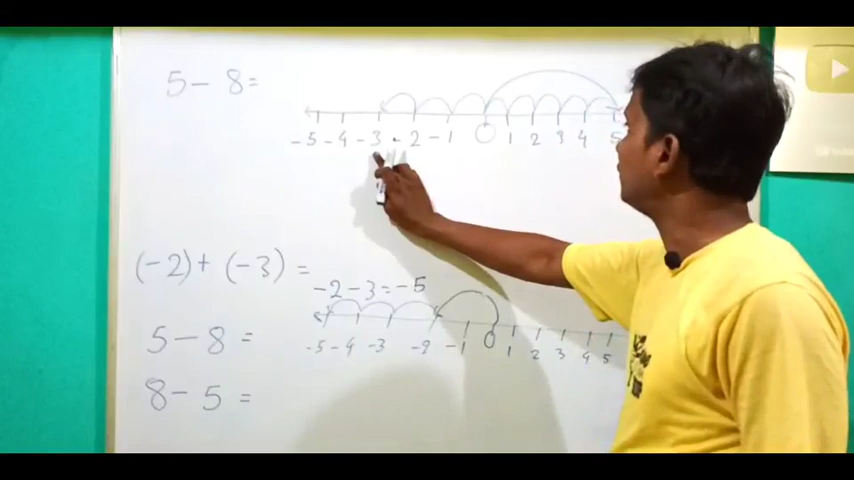 5 - 8 =
-5 -4 -3 -2 -1 0 1 2 3 4 5
(-2) + (-3) =
-2 - 3 = -5
5 - 8 =
-5 -4 -3 -2 -1 0 1 2 3 4 5
8 - 5 =